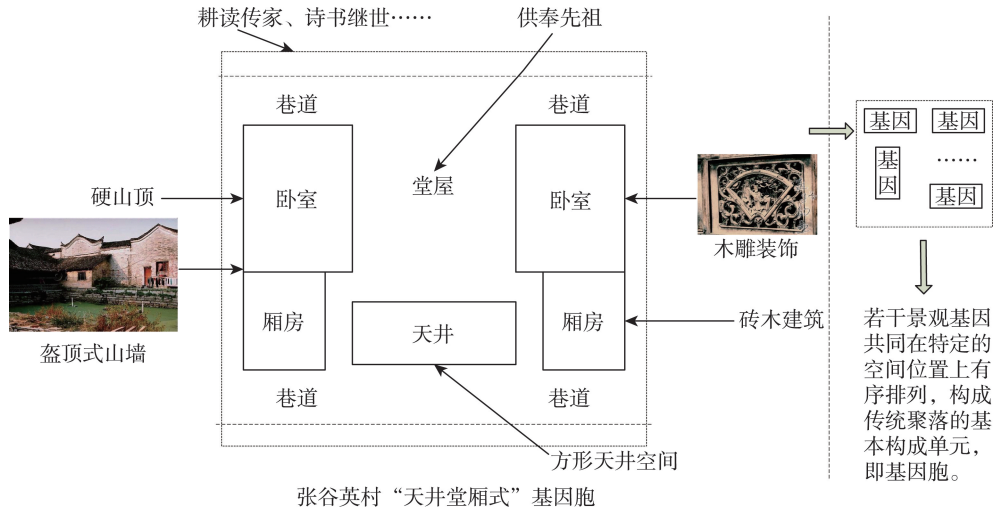 耕读传家、诗书继世……
供奉先祖
巷道
巷道
卧室
堂屋
卧室
硬山顶
盔顶式山墙
厢房
天井
厢房
木雕装饰
砖木建筑
巷道
巷道
方形天井空间
张谷英村“天井堂厢式”基因胞
基因
基因
基因
……
基因
若干景观基因
共同在特定的
空间位置上有
序排列，构成
传统聚落的基
本构成单元，
即基因胞。